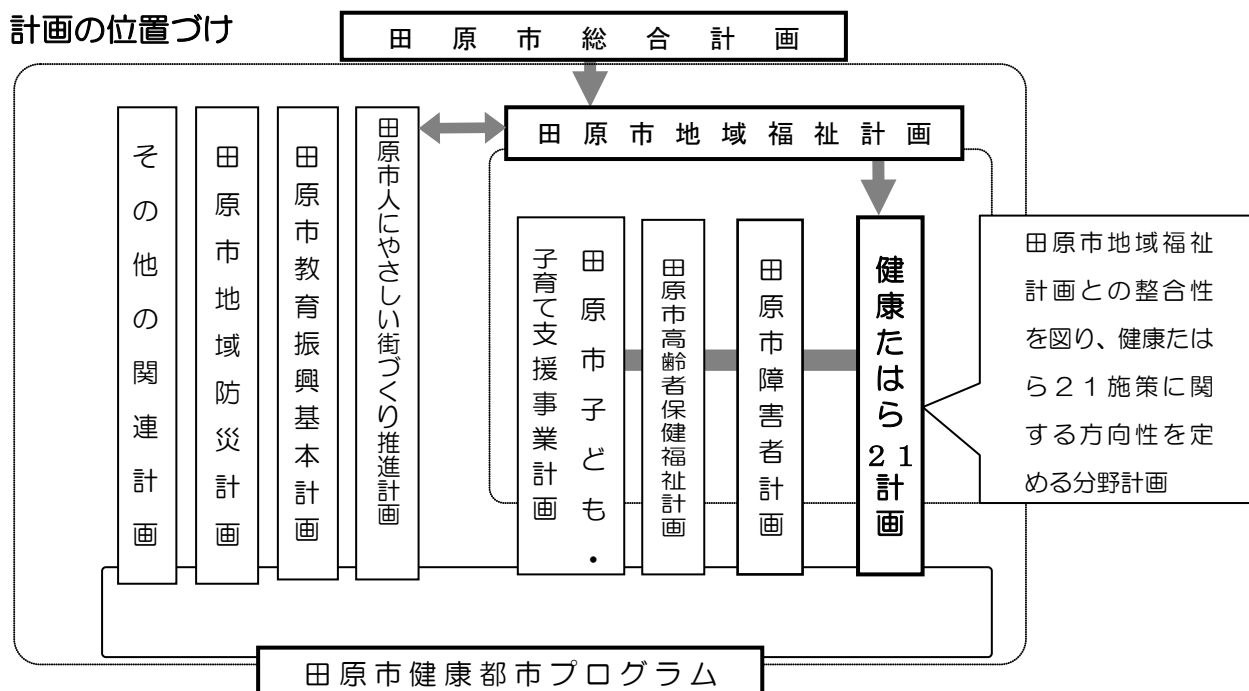 計画の位置づけ
田原市総合計画
田原市地域福祉計画
その他の関連計画
田原市地域防災計画
田原市教育振興基本計画
田原市人にやさしい街づくり推進計画
田原市子ども・
子育て支援事業計画
田原市高齢者保健福祉計画
田原市障害者計画
健康たはら21計画
田原市地域福祉
計画との整合性
を図り、健康たは
ら21施策に関
する方向性を定
める分野計画
田原市健康都市プログラム